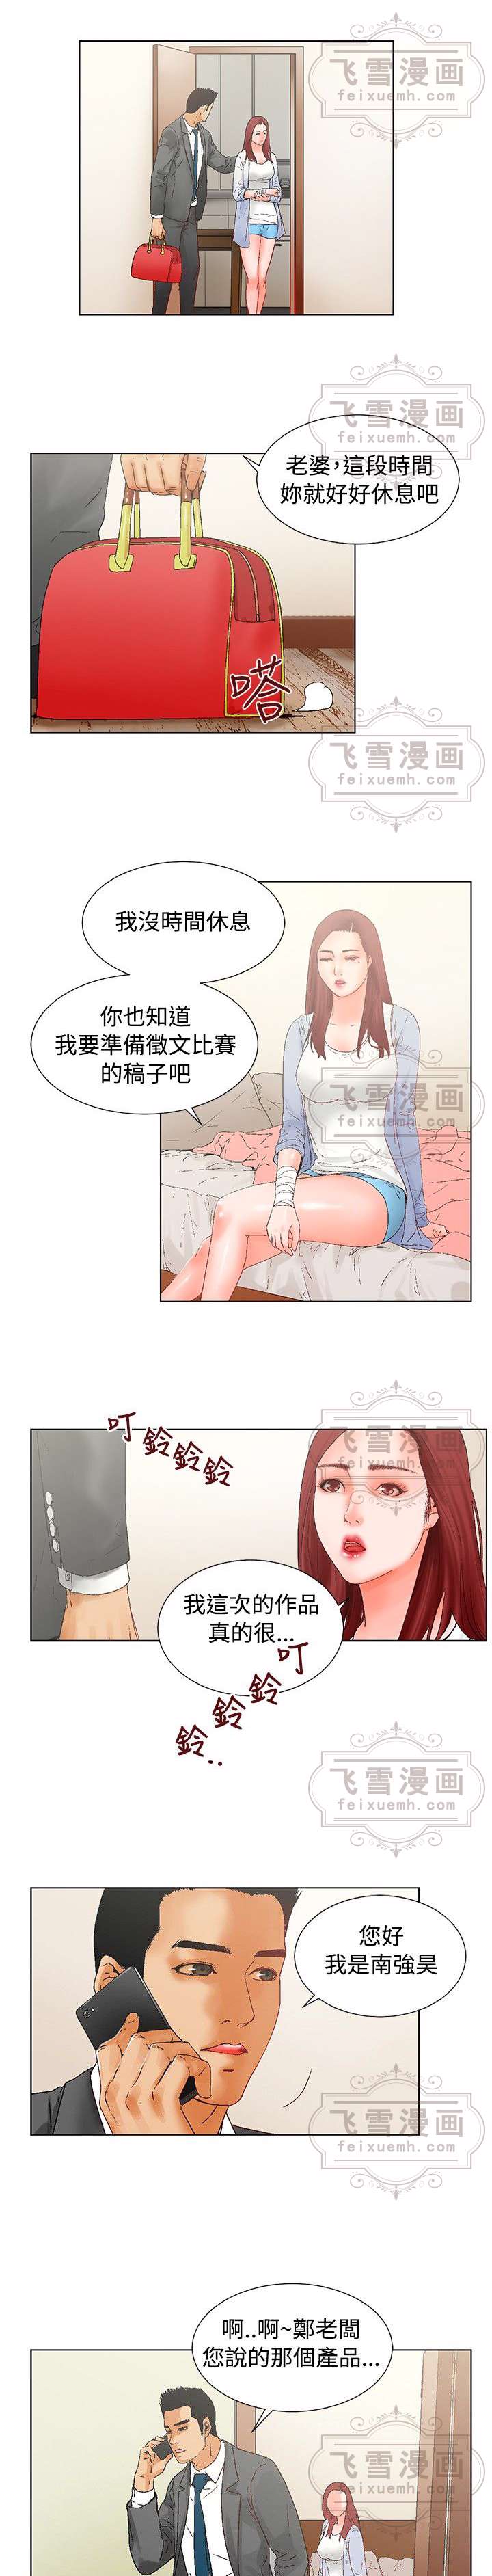 飞雪漫画
feixuemh.com
飞雪漫画
feixuemh.com
老婆，這段時間
妳就好好休息吧
嗒
飞雪漫画
feixuemh.com
我沒時間休息
你也知道
我要準備徵文比賽
的稿子吧
飞雪漫画
feixuemh.com
飞雪漫画
feixuemh.com
叮鈴鈴鈴
我這次的作品
真的很...
叮
鈴
鈴
鈴..
飞雪漫画
feixuemh.com
您好
我是南強昊
飞雪漫画
feixuemh.com
啊..啊~鄭老闆
您說的那個產品...
飞雪漫画
feixuemh.com